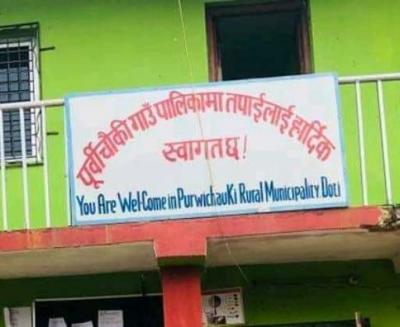 पूर्वीचौकी गाउँ पालिकामा तपाईलाई हार्दिक
स्वागतछ!
You Are WelCome in PurwichauKi Rural Municipality. Doti